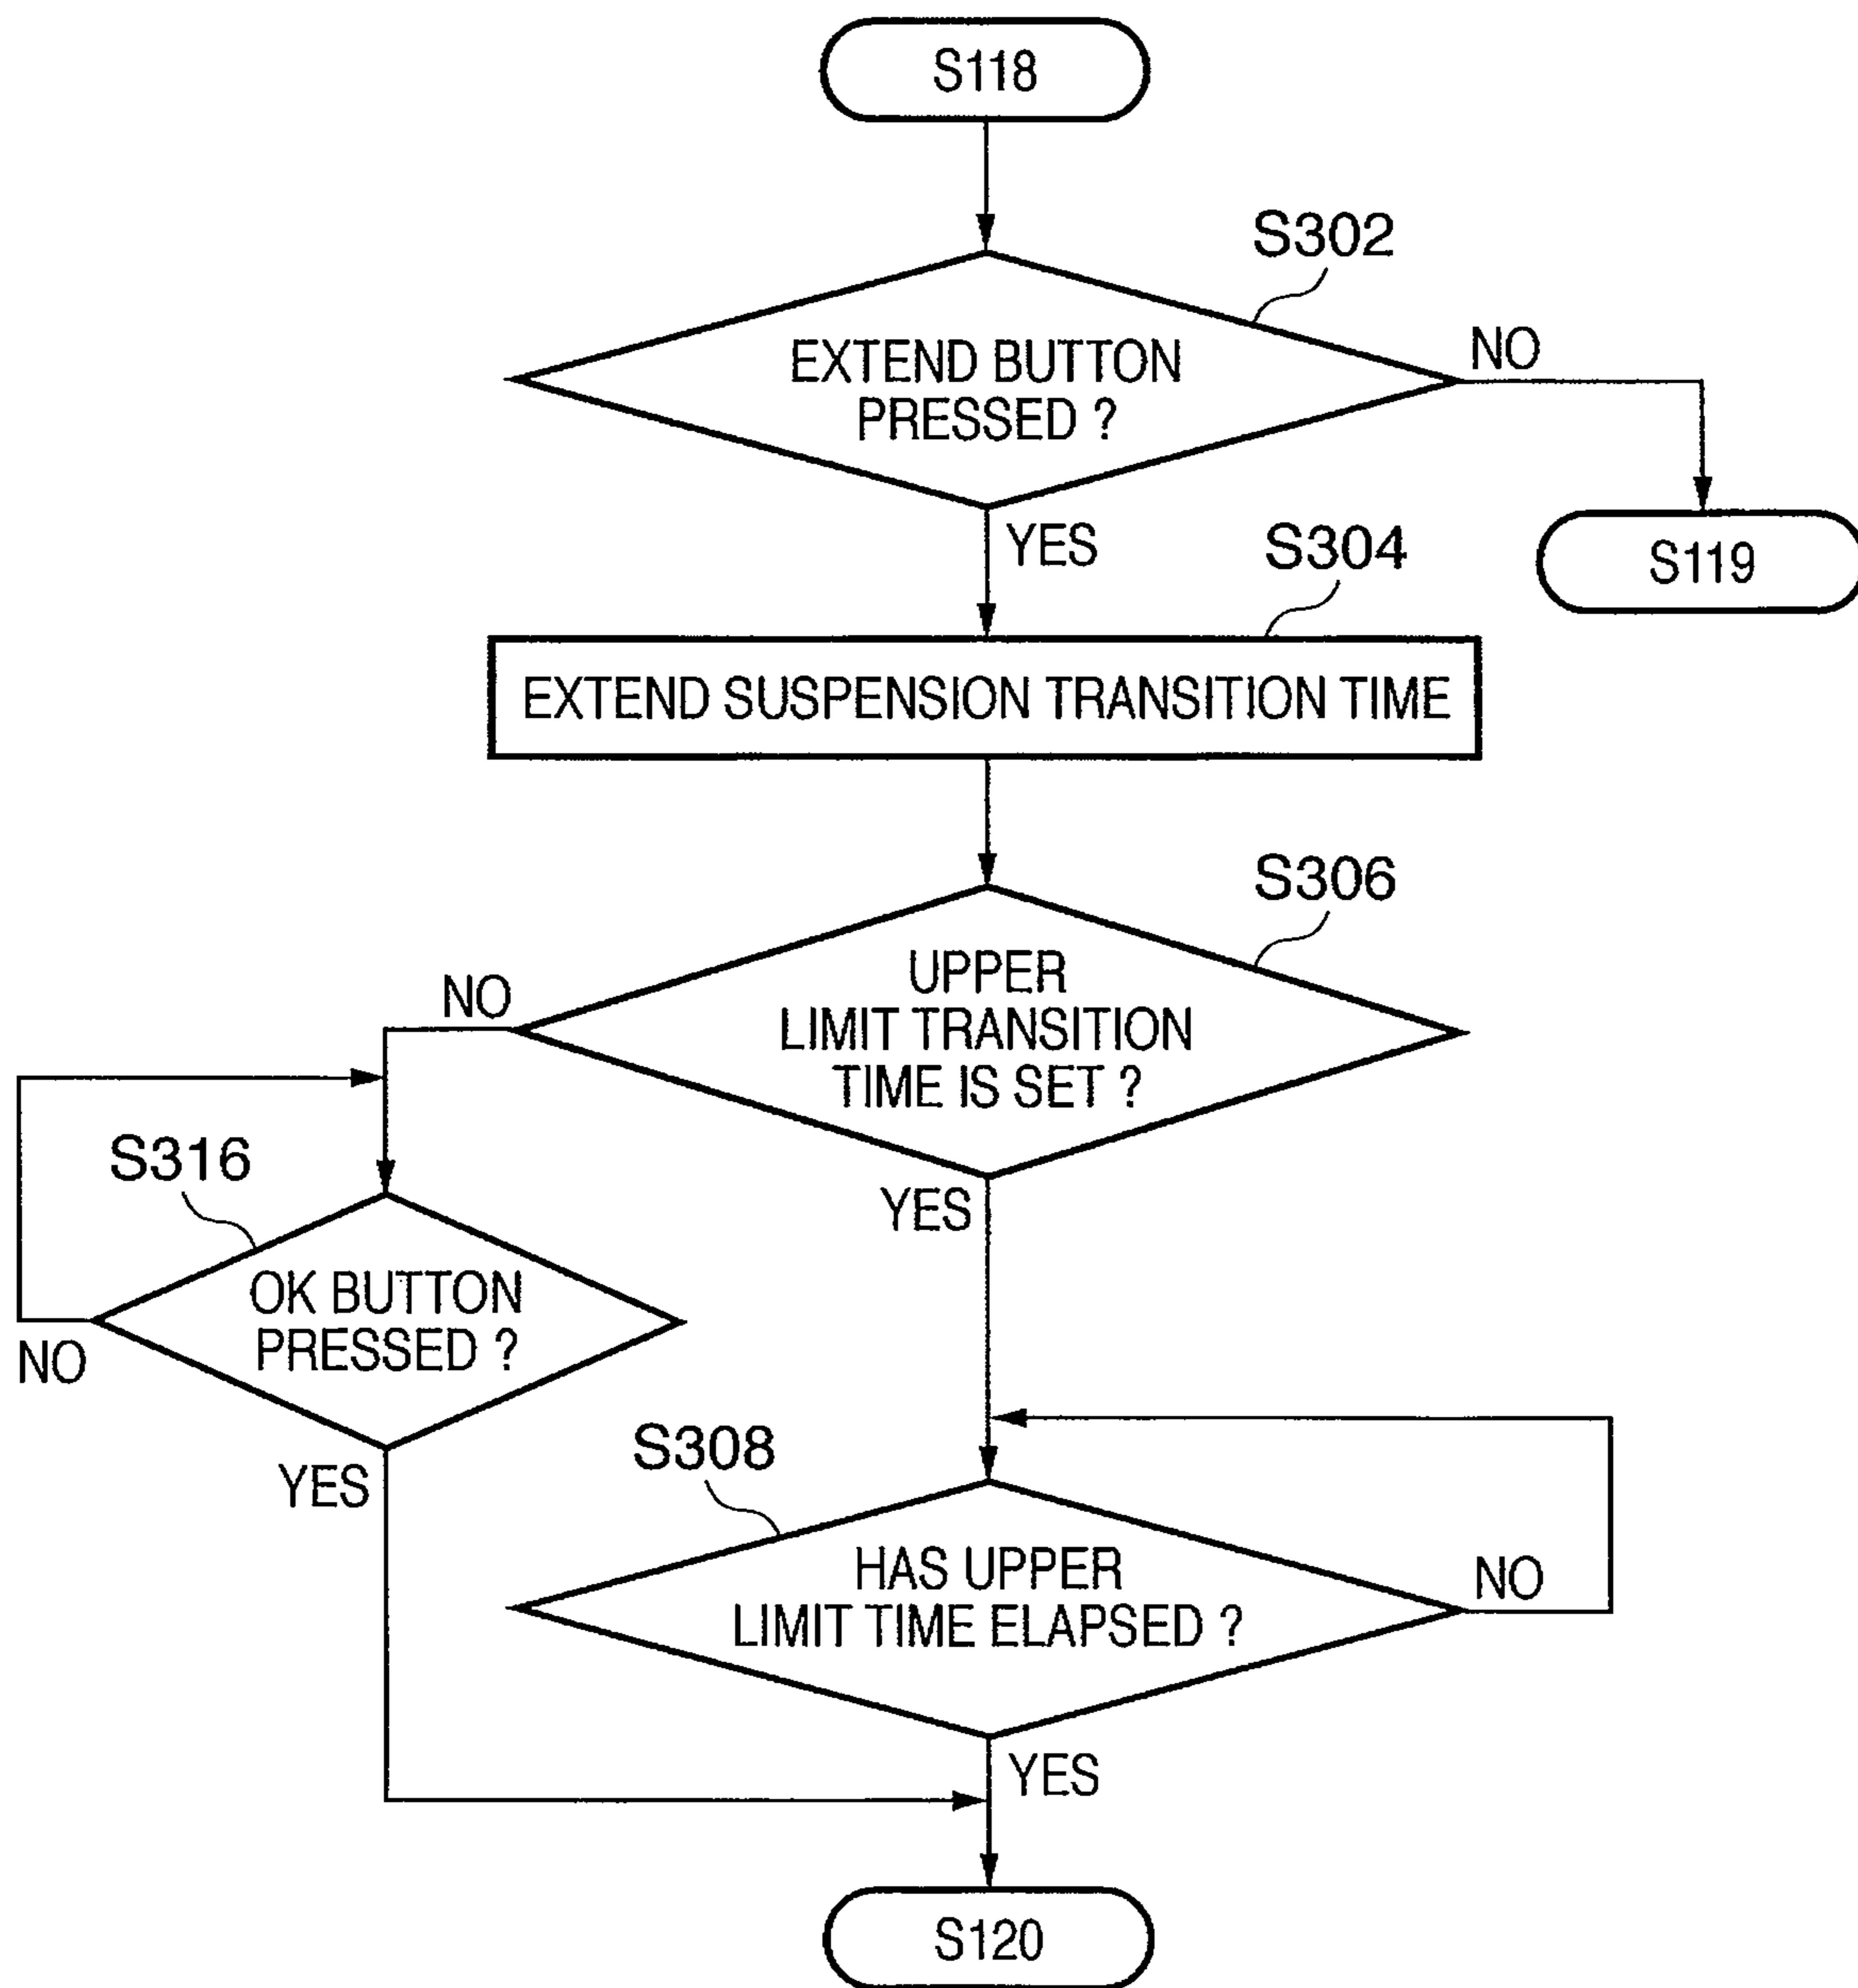 S118
S302
EXTEND BUTTON
PRESSED ?
NO
YES
S119
S304
EXTEND SUSPENSION TRANSITION TIME
S306
UPPER
LIMIT TRANSITION
TIME IS SET ?
NO
YES
S316
OK BUTTON
PRESSED ?
NO
YES
S308
HAS UPPER
LIMIT TIME ELAPSED ?
NO
YES
S120